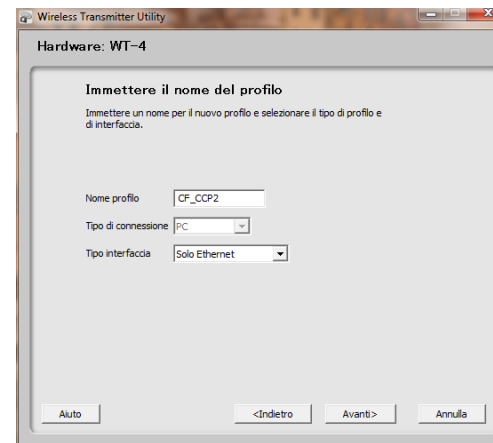 Wireless Transmitter Utility
Hardware: WT-4
Immettere il nome del profilo
Immettere un nome per il nuovo profilo e selezionare il tipo di profilo e
di interfaccia.
Nome profilo CF_CCP2
Tipo di connessione PC
Tipo interfaccia Solo Ethernet
Aiuto <Indietro Avanti> Annulla